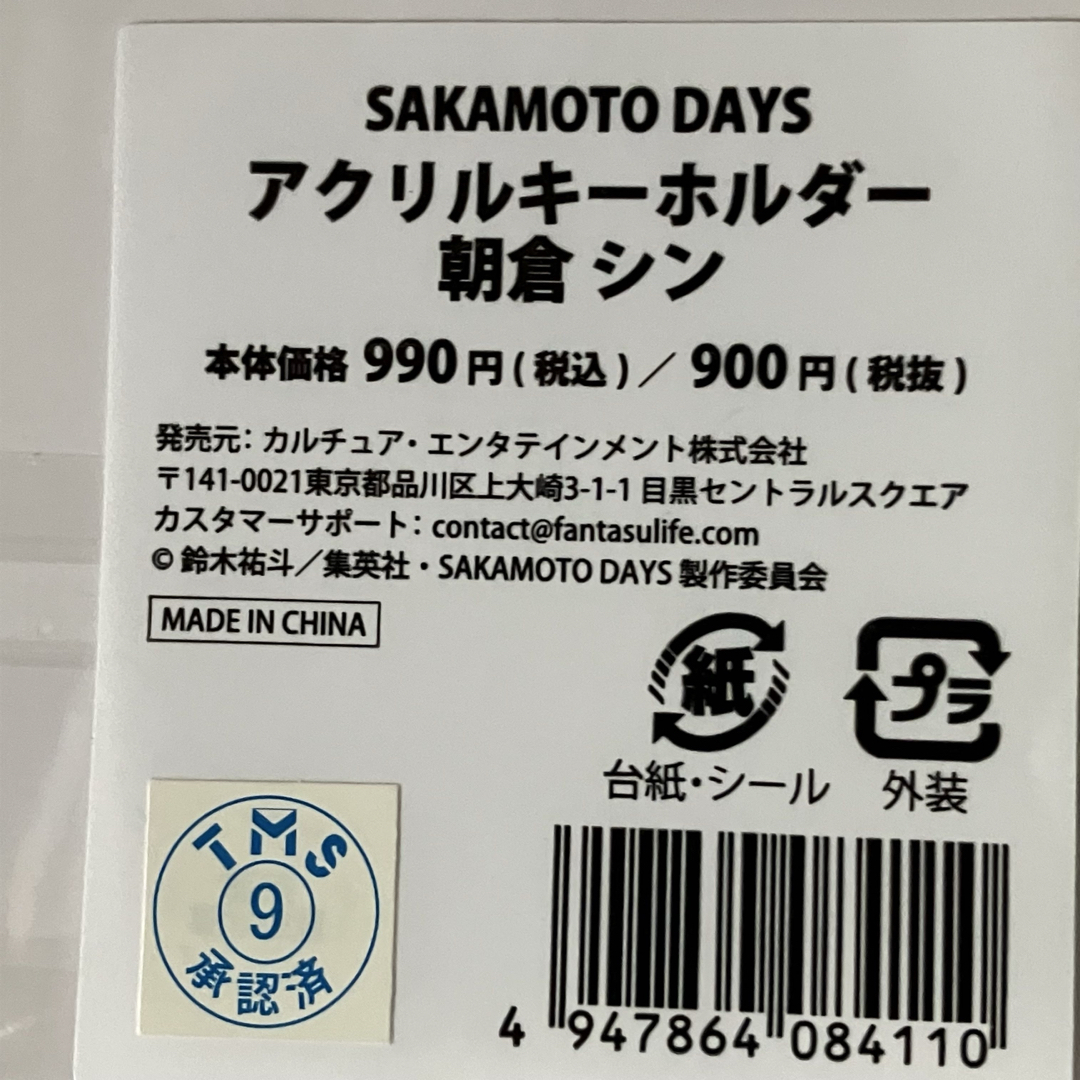 SAKAMOTO DAYS
アクリルキーホルダー
朝倉 シン
本体価格 990 円 ( 税込 ) ／ 900 円 ( 税抜 )
発売元: カルチュア・エンタテインメント株式会社
〒141-0021東京都品川区上大崎3-1-1 目黒セントラルスクエア
カスタマーサポート: contact@fantasulife.com
© 鈴木祐斗／集英社・SAKAMOTO DAYS 製作委員会
MADE IN CHINA
紙
プラ
台紙・シール
外装
TMS
9
承認済
4 947864 084110